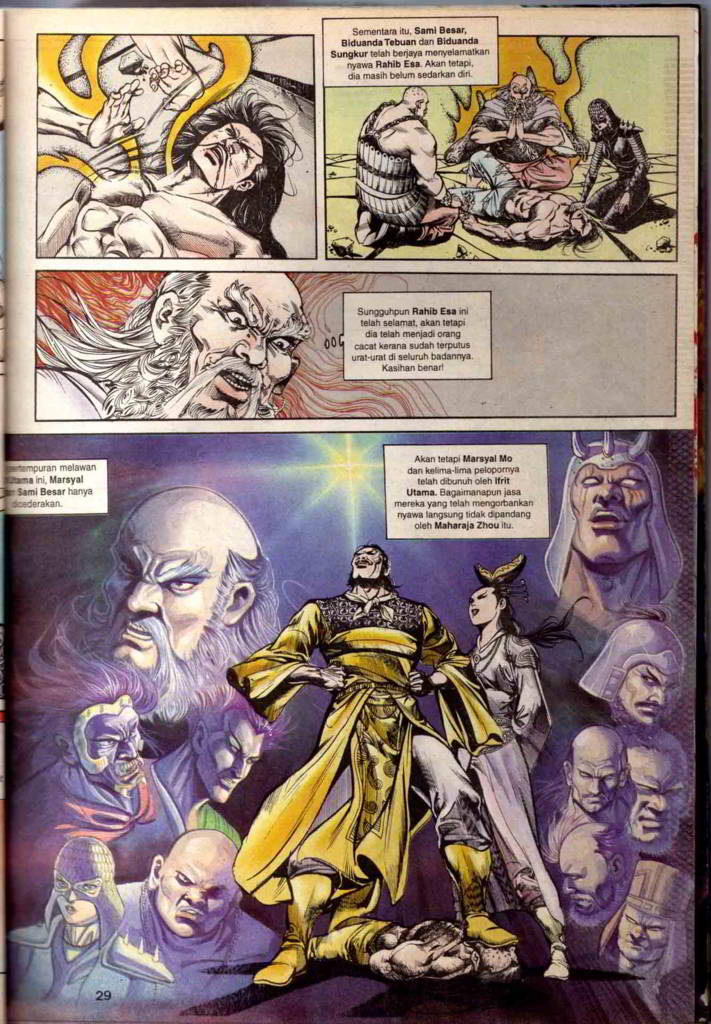 Sementara itu, Sami Besar,
Biduanda Tebuan dan Biduanda
Sungkur telah berjaya menyelamatkan
nyawa Rahib Esa. Akan tetapi,
dia masih belum sedarkan diri.
Sungguhpun Rahib Esa ini
telah selamat, akan tetapi
dia telah menjadi orang
cacat kerana sudah terputus
urat-urat di seluruh badannya.
Kasihan benar!
melawan
ini, Marsyal
Sami Besar hanya
dicederakan.
Akan tetapi Marsyal Mo
dan kelima-lima pelopornya
telah dibunuh oleh Ifrit
Utama. Bagaimanapun jasa
mereka yang telah mengorbankan
nyawa langsung tidak dipandang
oleh Maharaja Zhou itu.
29